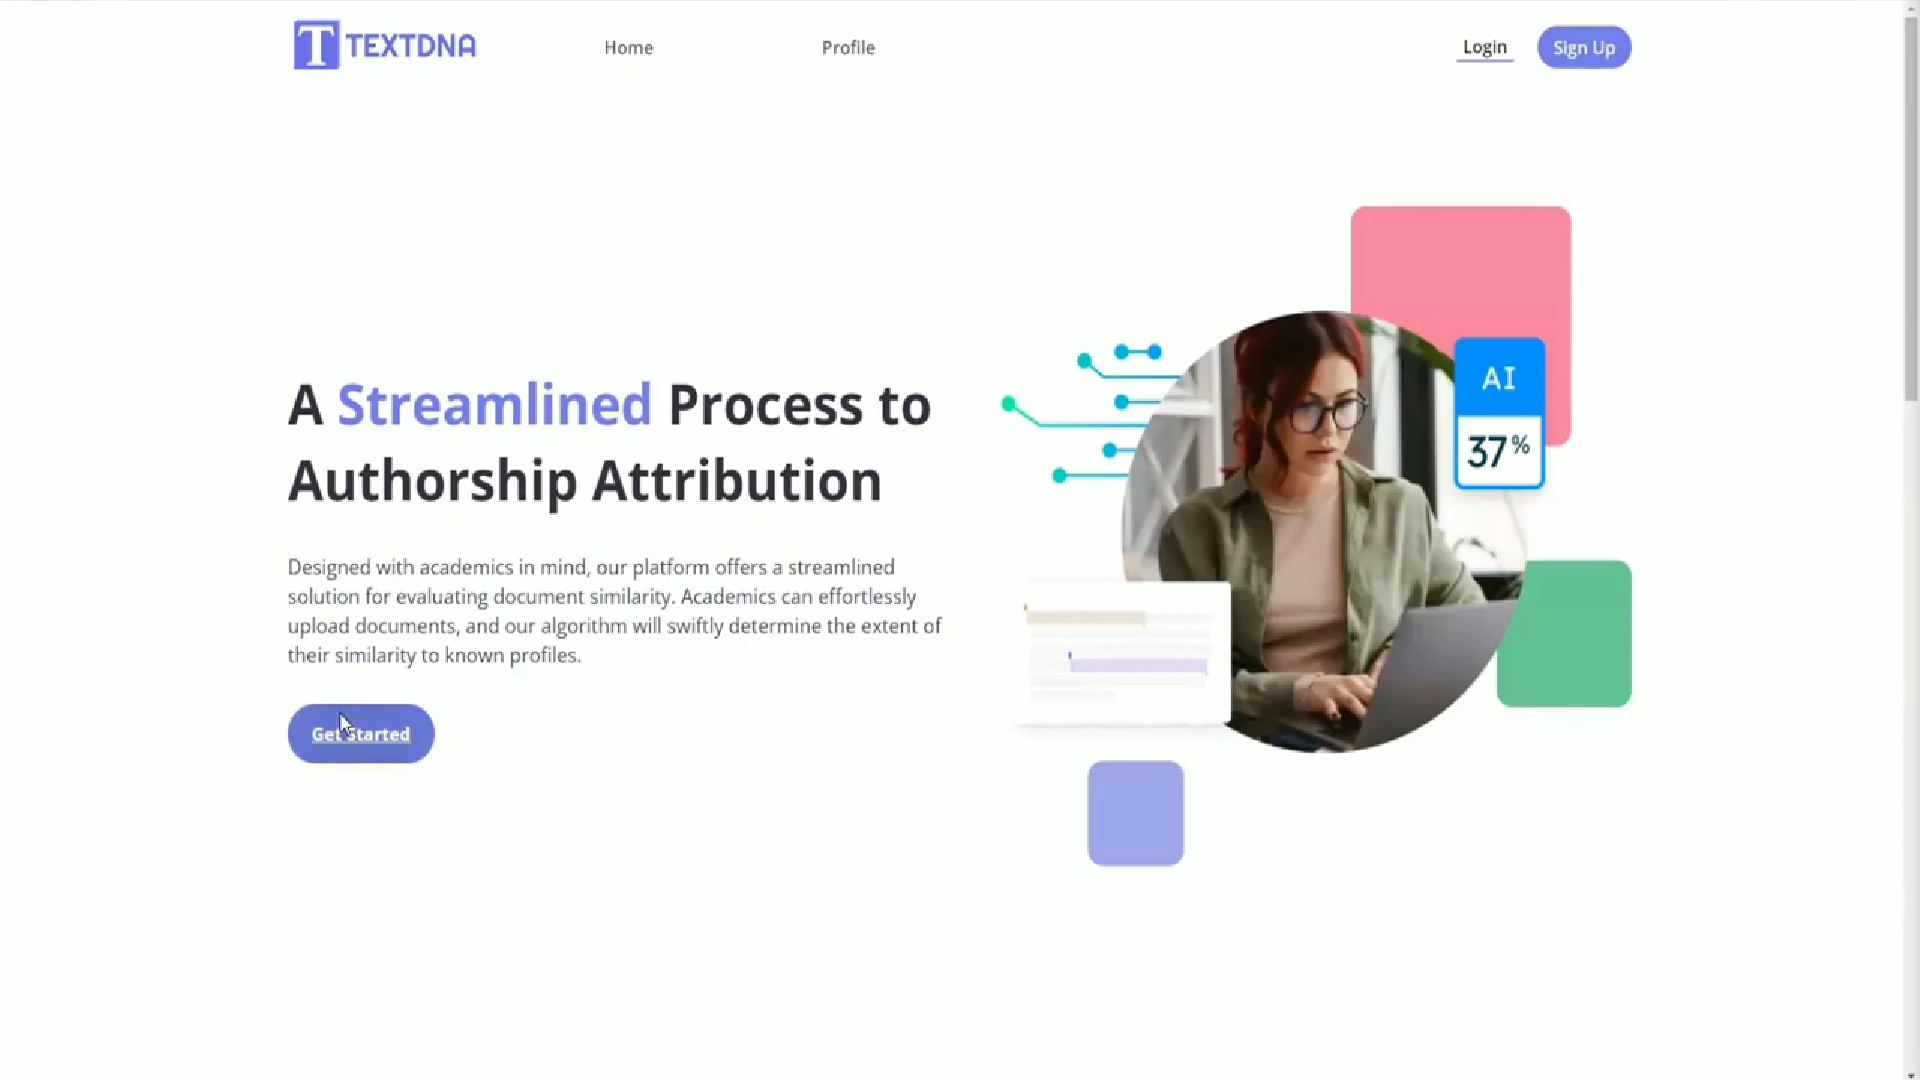 T TEXTDNA
Home
Profile
Login
Sign Up
A Streamlined Process to
Authorship Attribution
Designed with academics in mind, our platform offers a streamlined
solution for evaluating document similarity. Academics can effortlessly
upload documents, and our algorithm will swiftly determine the extent of
their similarity to known profiles.
Get Started
AI
37%